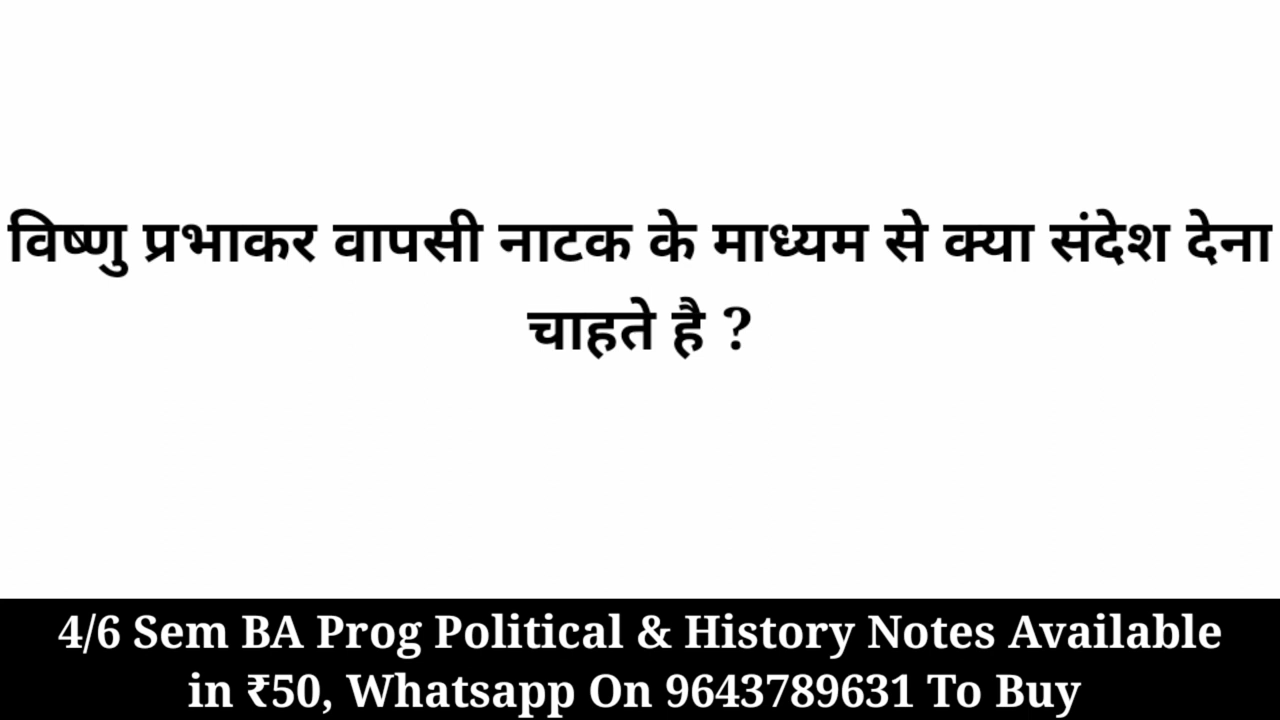 विष्णु प्रभाकर वापसी नाटक के माध्यम से क्या संदेश देना
चाहते है ?
4/6 Sem BA Prog Political & History Notes Available
in ₹50, Whatsapp On 9643789631 To Buy